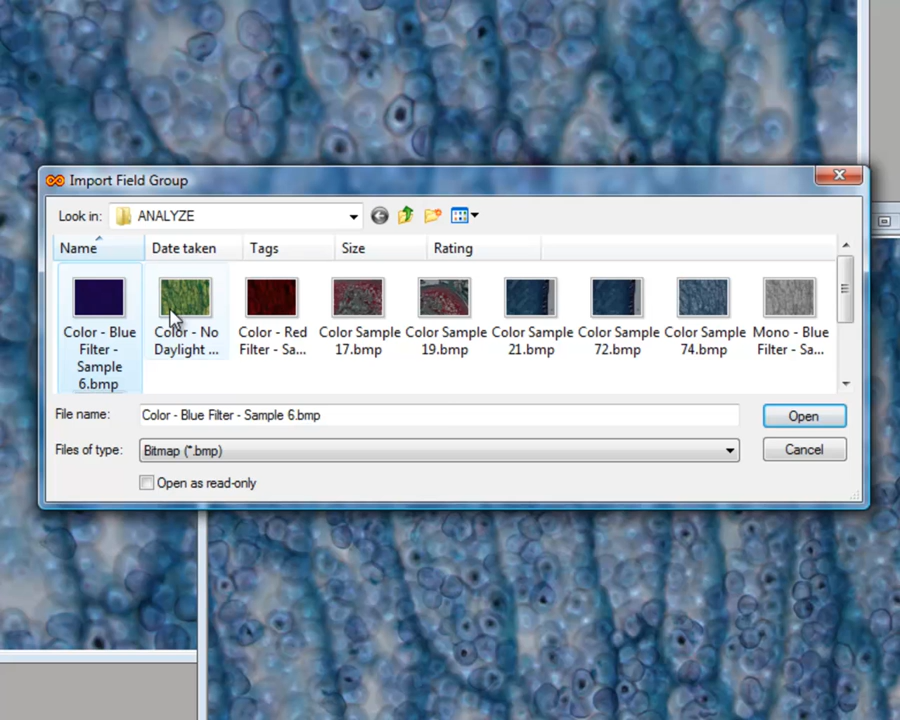 Import Field Group
Look in: ANALYZE
Name Date taken Tags Size Rating
Color - Blue Filter - Sample 6.bmp
Color - No Daylight ...
Color - Red Filter - Sa...
Color Sample 17.bmp
Color Sample 19.bmp
Color Sample 21.bmp
Color Sample 72.bmp
Color Sample 74.bmp
Mono - Blue Filter - Sa...
File name: Color - Blue Filter - Sample 6.bmp Open
Files of type: Bitmap (*.bmp) Cancel
Open as read-only